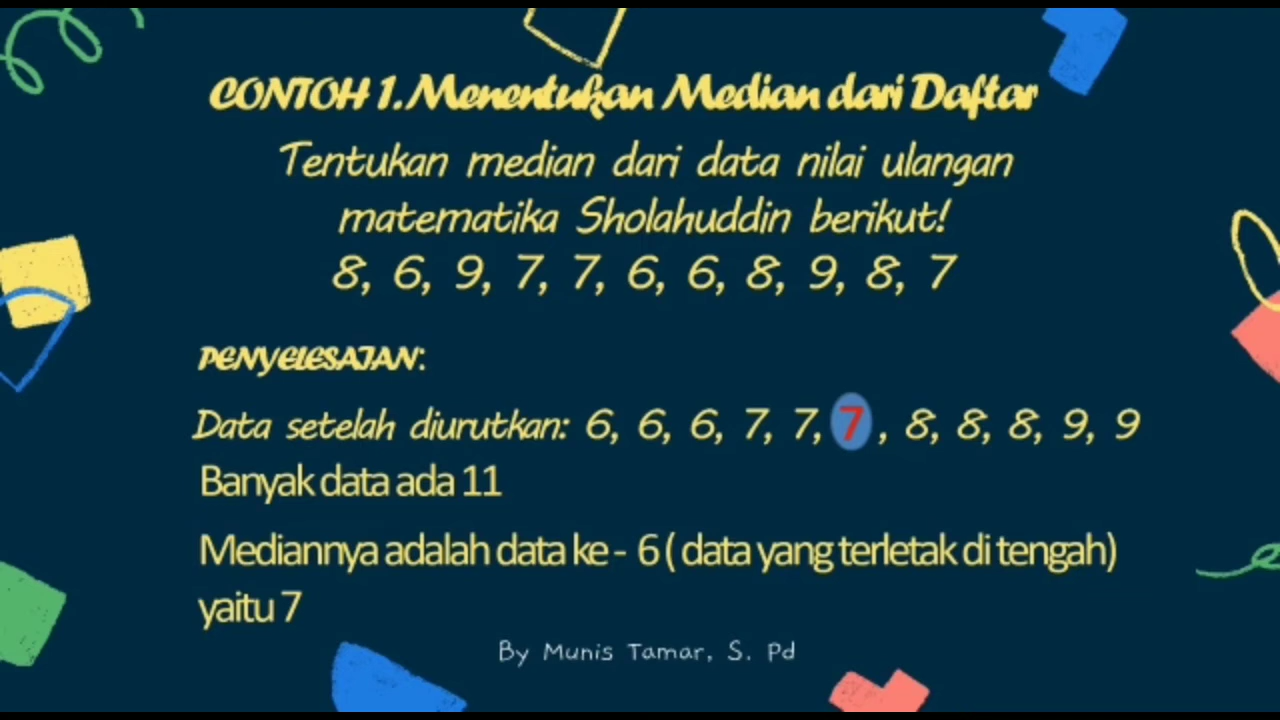 CONTOH 1. Menentukan Median dari Daftar
Tentukan median dari data nilai ulangan
matematika Sholahuddin berikut!
8, 6, 9, 7, 7, 6, 6, 8, 9, 8, 7
PENYELESAIAN:
Data setelah diurutkan: 6, 6, 6, 7, 7, 7 , 8, 8, 8, 9, 9
Banyak data ada 11
Mediannya adalah data ke - 6 ( data yang terletak di tengah)
yaitu 7
By Munis Tamar, S. Pd